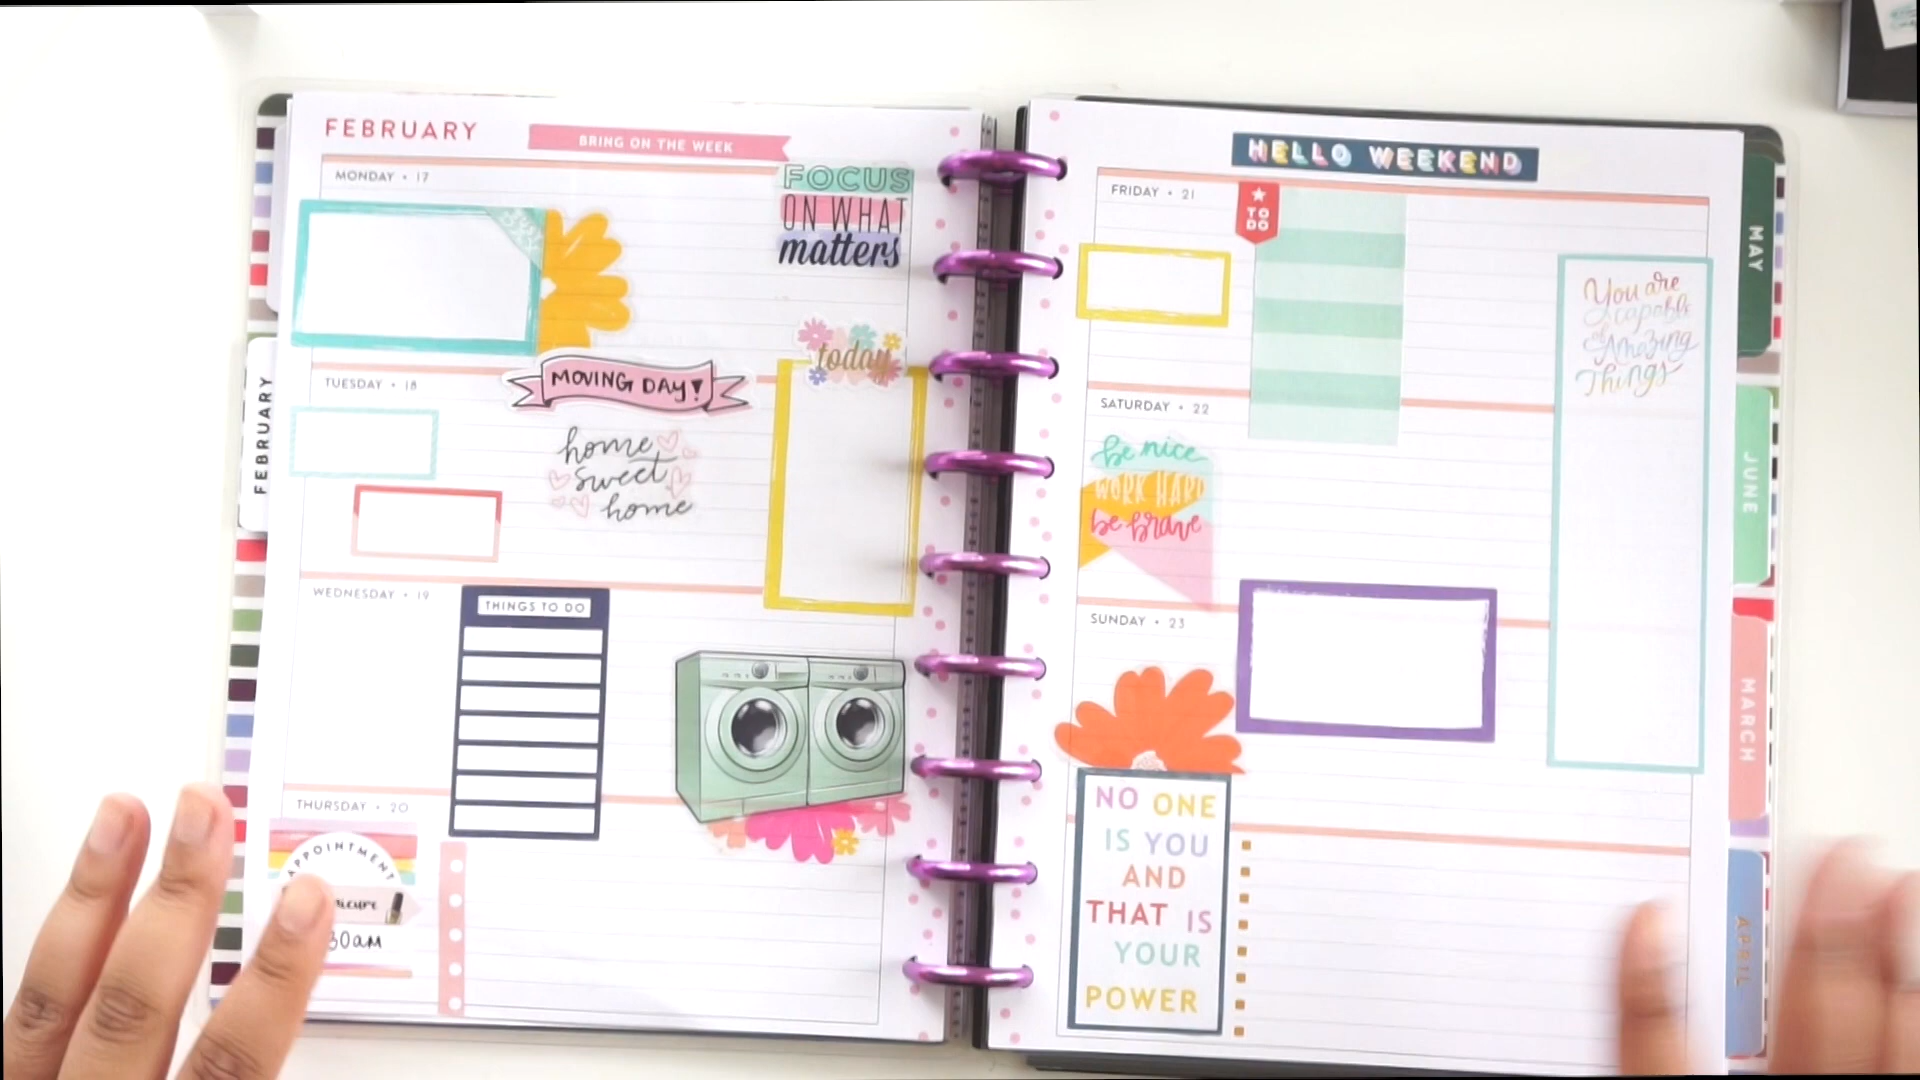 FEBRUARY
BRING ON THE WEEK
MONDAY • 17
FOCUS
ON WHAT
matters
today
TUESDAY • 18
MOVING DAY!
home
sweet
home
FEBRUARY
WEDNESDAY • 19
THINGS TO DO
THURSDAY • 20
APPOINTMENT
30am
HELLO WEEKEND
FRIDAY • 21
TO
DO
You are
capable
of Amazing
Things
SATURDAY • 22
be nice
WORK HARD
be brave
SUNDAY • 23
NO ONE
IS YOU
AND
THAT IS
YOUR
POWER
MAY
JUNE
MARCH
APRIL